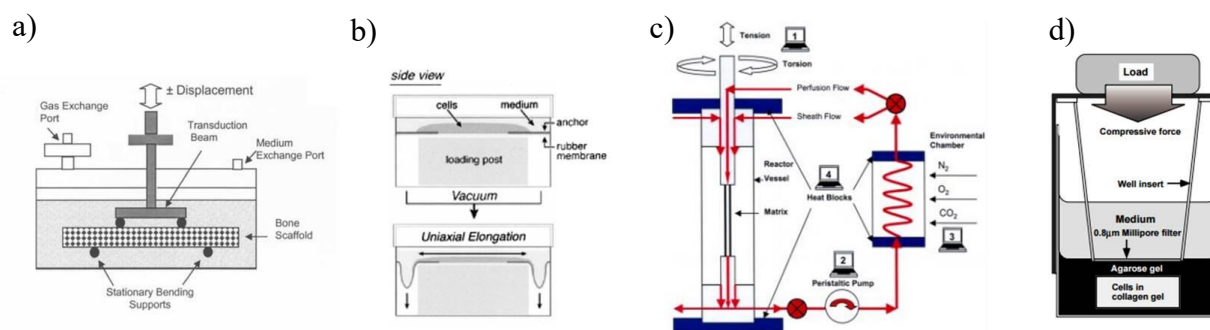 a)
± Displacement
Gas Exchange
Port
Transduction
Beam
Medium
Exchange Port
Bone
Scaffold
Stationary Bending
Supports
b)
side view
cells
medium
anchor
rubber
membrane
loading post
Vacuum
Uniaxial Elongation
c)
1
Tension
Torsion
Perfusion Flow
Sheath Flow
Environmental
Chamber
Reactor
Vessel
4
Heat Blocks
N2
O2
CO2
3
Matrix
2
Peristaltic Pump
d)
Load
Compressive force
Well insert
Medium
0.8μm Millipore filter
Agarose gel
Cells in
collagen gel